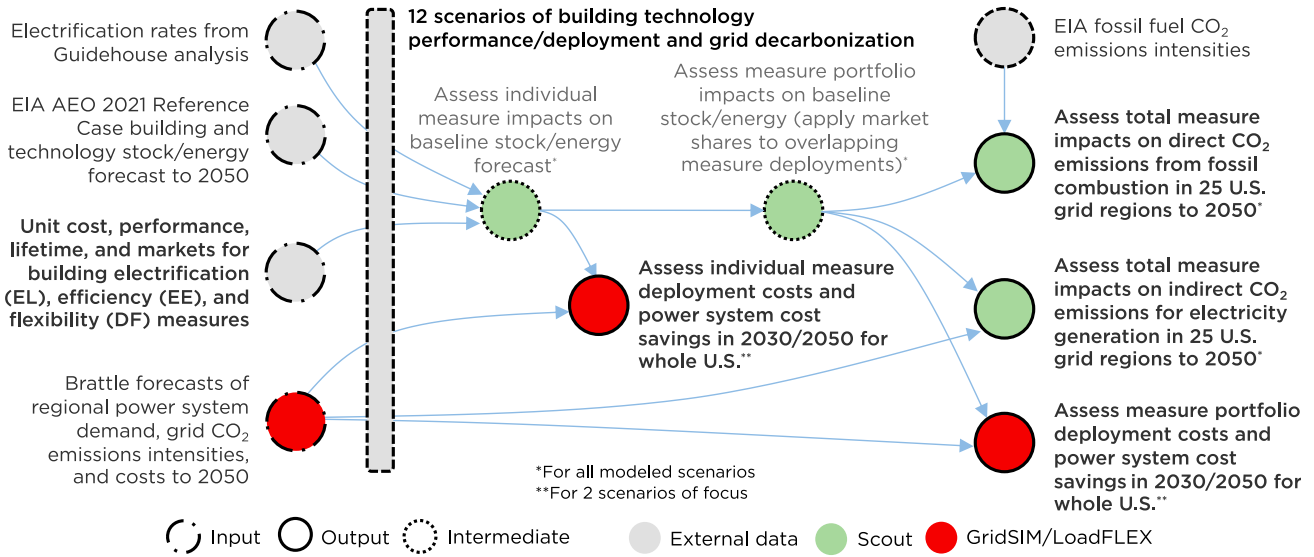 Electrification rates from
Guidehouse analysis
EIA AEO 2021 Reference
Case building and
technology stock/energy
forecast to 2050
Unit cost, performance,
lifetime, and markets for
building electrification
(EL), efficiency (EE), and
flexibility (DF) measures
Brattle forecasts of
regional power system
demand, grid CO₂
emissions intensities,
and costs to 2050
12 scenarios of building technology
performance/deployment and grid decarbonization
Assess individual
measure impacts on
baseline stock/energy
forecast*
Assess measure portfolio
impacts on baseline
stock/energy (apply market
shares to overlapping
measure deployments)*
Assess individual measure
deployment costs and
power system cost
savings in 2030/2050 for
whole U.S.**
EIA fossil fuel CO₂
emissions intensities
Assess total measure
impacts on direct CO₂
emissions from fossil
combustion in 25 U.S.
grid regions to 2050*
Assess total measure
impacts on indirect CO₂
emissions for electricity
generation in 25 U.S.
grid regions to 2050*
Assess measure portfolio
deployment costs and
power system cost
savings in 2030/2050 for
whole U.S.**
*For all modeled scenarios
**For 2 scenarios of focus
Input
Output
Intermediate
External data
Scout
GridSIM/LoadFLEX